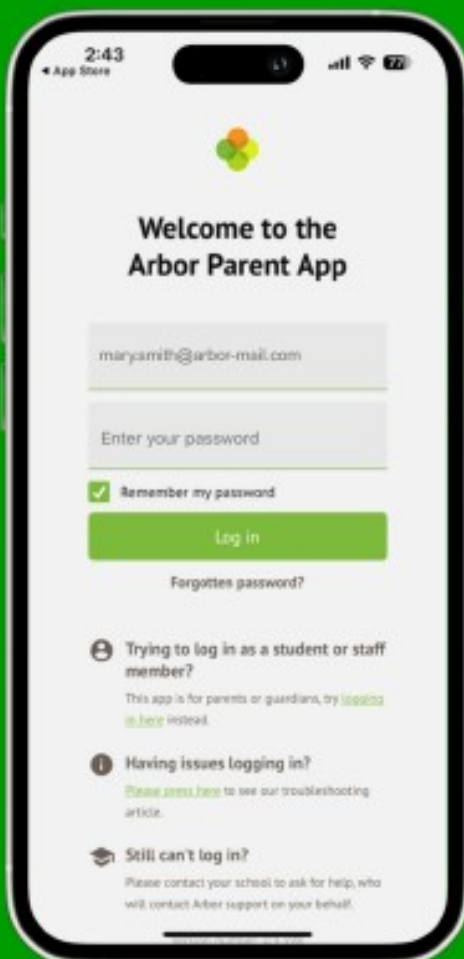 2:43
◀ App Store
77
Welcome to the
Arbor Parent App
marysmith@arbor-mail.com
Enter your password
Remember my password
Log in
Forgotten password?
Trying to log in as a student or staff
member?
This app is for parents or guardians, try logging
in here instead.
Having issues logging in?
Please press here to see our troubleshooting
article.
Still can't log in?
Please contact your school to ask for help, who
will contact Arbor support on your behalf.